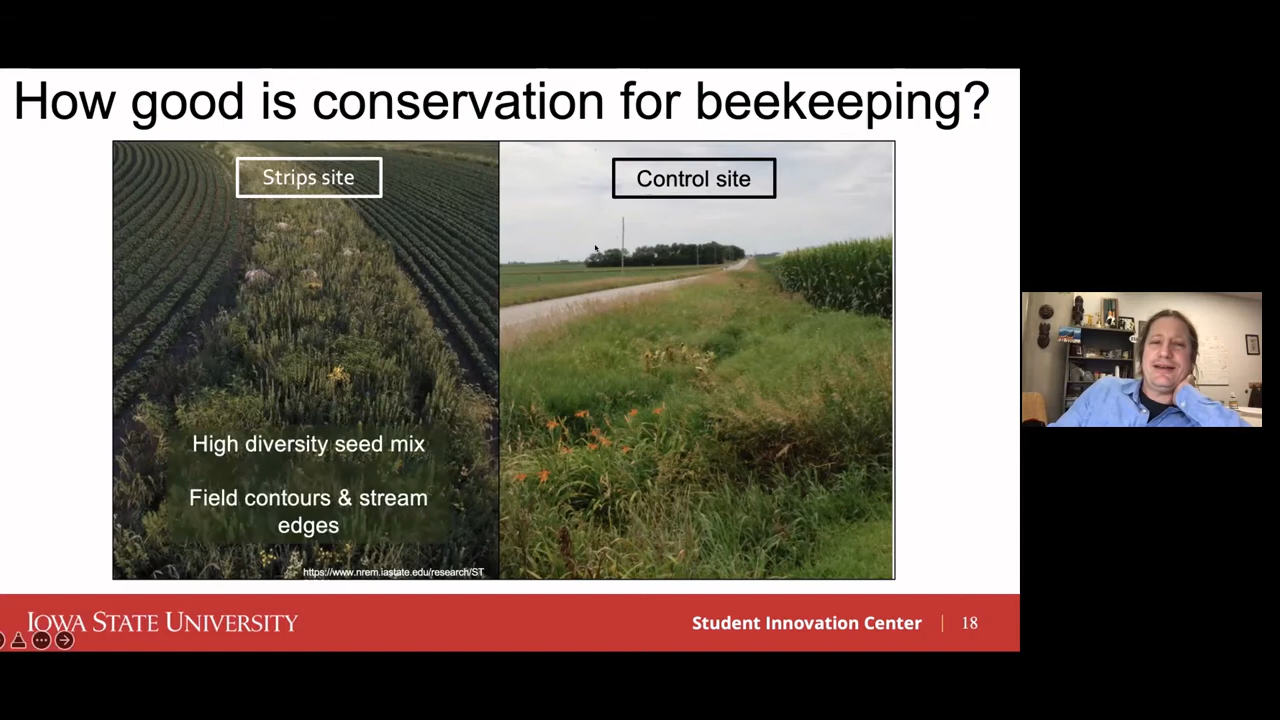 How good is conservation for beekeeping?
Strips site
Control site
High diversity seed mix
Field contours & stream
edges
https://www.nrem.iastate.edu/research/ST
IOWA STATE UNIVERSITY
Student Innovation Center | 18